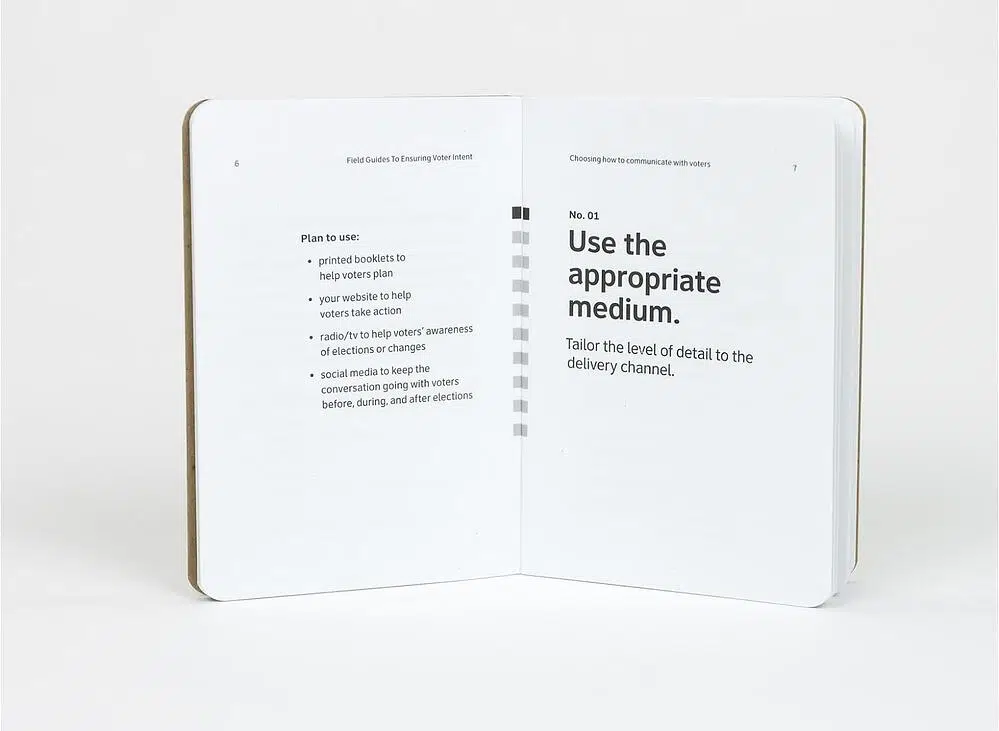 6
Field Guides To Ensuring Voter Intent
Plan to use:
• printed booklets to
help voters plan
• your website to help
voters take action
• radio/tv to help voters' awareness
of elections or changes
• social media to keep the
conversation going with voters
before, during, and after elections
Choosing how to communicate with voters
7
No. 01
Use the
appropriate
medium.
Tailor the level of detail to the
delivery channel.